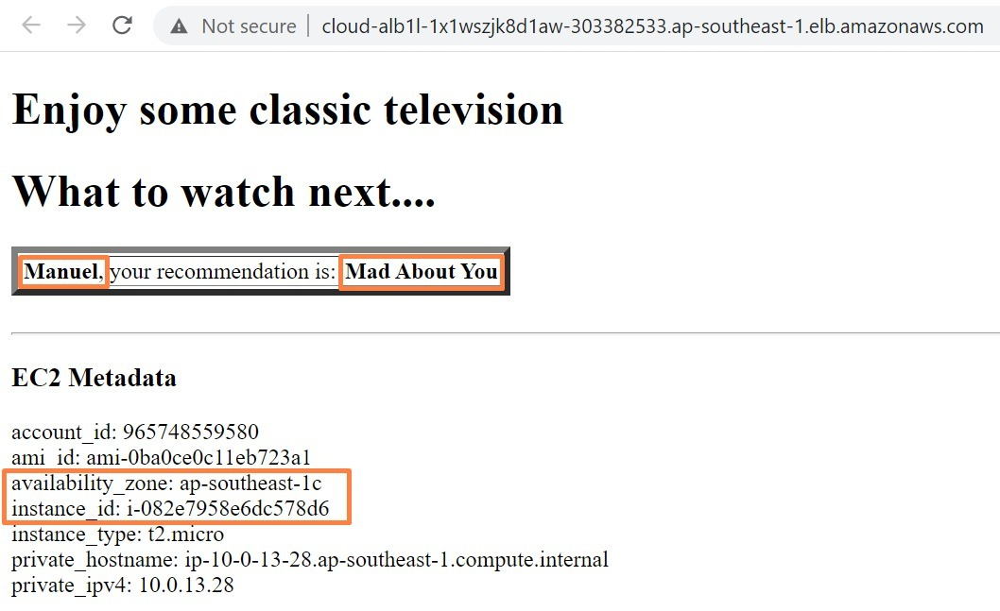 Not secure | cloud-alb1l-1x1wszjk8d1aw-303382533.ap-southeast-1.elb.amazonaws.com
Enjoy some classic television
What to watch next....
Manuel, your recommendation is: Mad About You
EC2 Metadata
account_id: 965748559580
ami_id: ami-0ba0ce0c11eb723a1
availability_zone: ap-southeast-1c
instance_id: i-082e7958e6dc578d6
instance_type: t2.micro
private_hostname: ip-10-0-13-28.ap-southeast-1.compute.internal
private_ipv4: 10.0.13.28